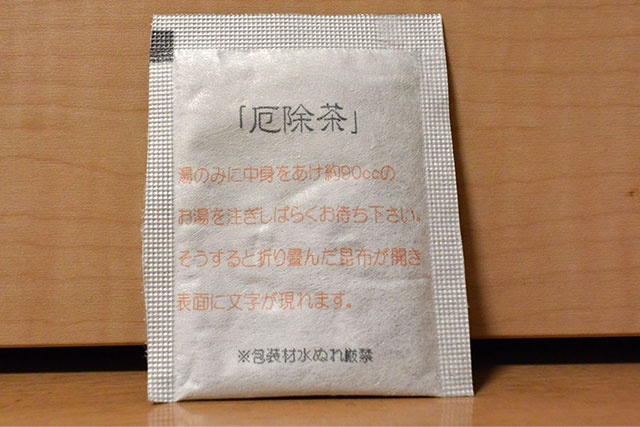 「厄除茶」
湯のみに中身をあけ約90ccの
お湯を注ぎしばらくお待ち下さい。
そうすると折り畳んだ昆布が開き
表面に文字が現れます。
※包装材水ぬれ厳禁